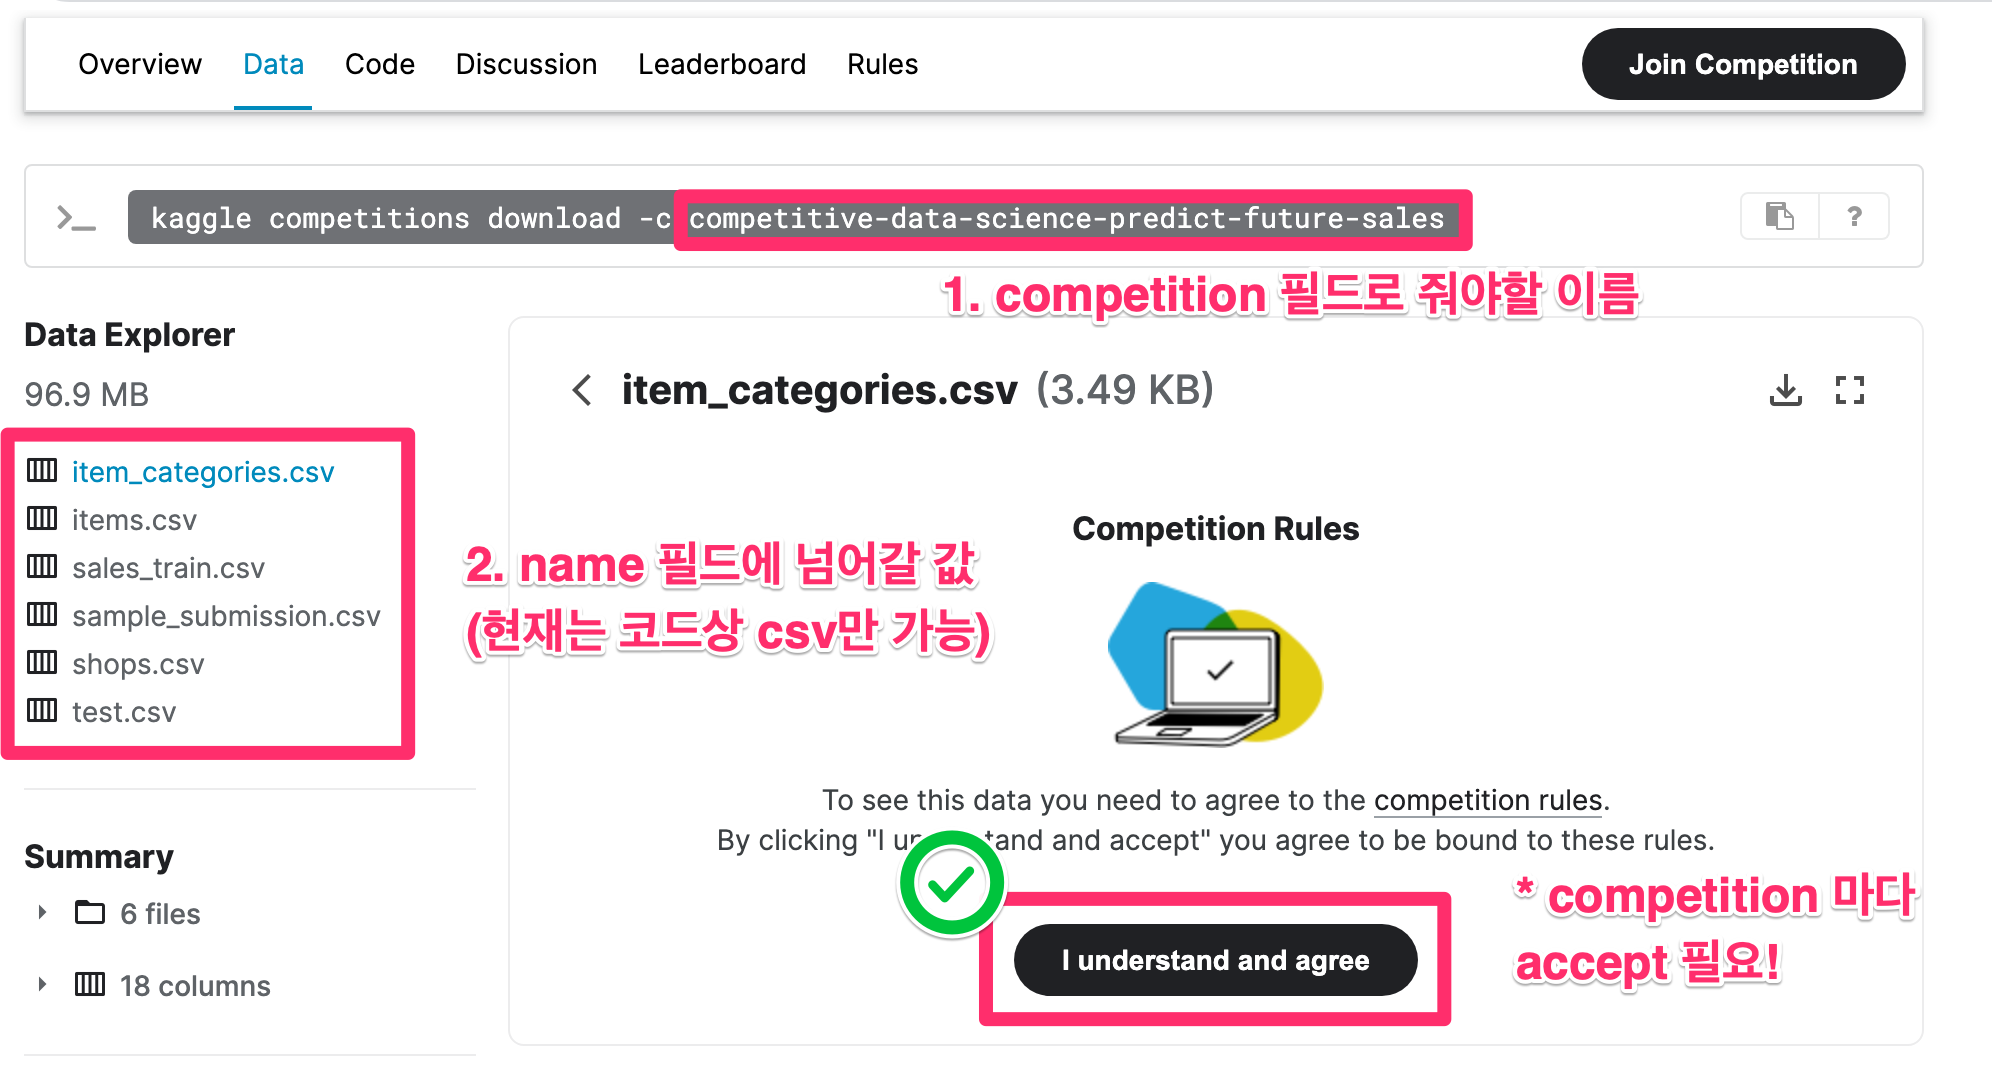 Overview Data Code Discussion Leaderboard Rules Join Competition
>_ kaggle competitions download -c competitive-data-science-predict-future-sales ?
1. competition 필드로 줘야할 이름
Data Explorer
96.9 MB
item_categories.csv
items.csv
sales_train.csv
sample_submission.csv
shops.csv
test.csv
Summary
6 files
18 columns
item_categories.csv (3.49 KB)
2. name 필드에 넘어갈 값
(현재는 코드상 csv만 가능)
Competition Rules
To see this data you need to agree to the competition rules.
By clicking "I and and accept" you agree to be bound to these rules.
I understand and agree
* competition 마다
accept 필요!